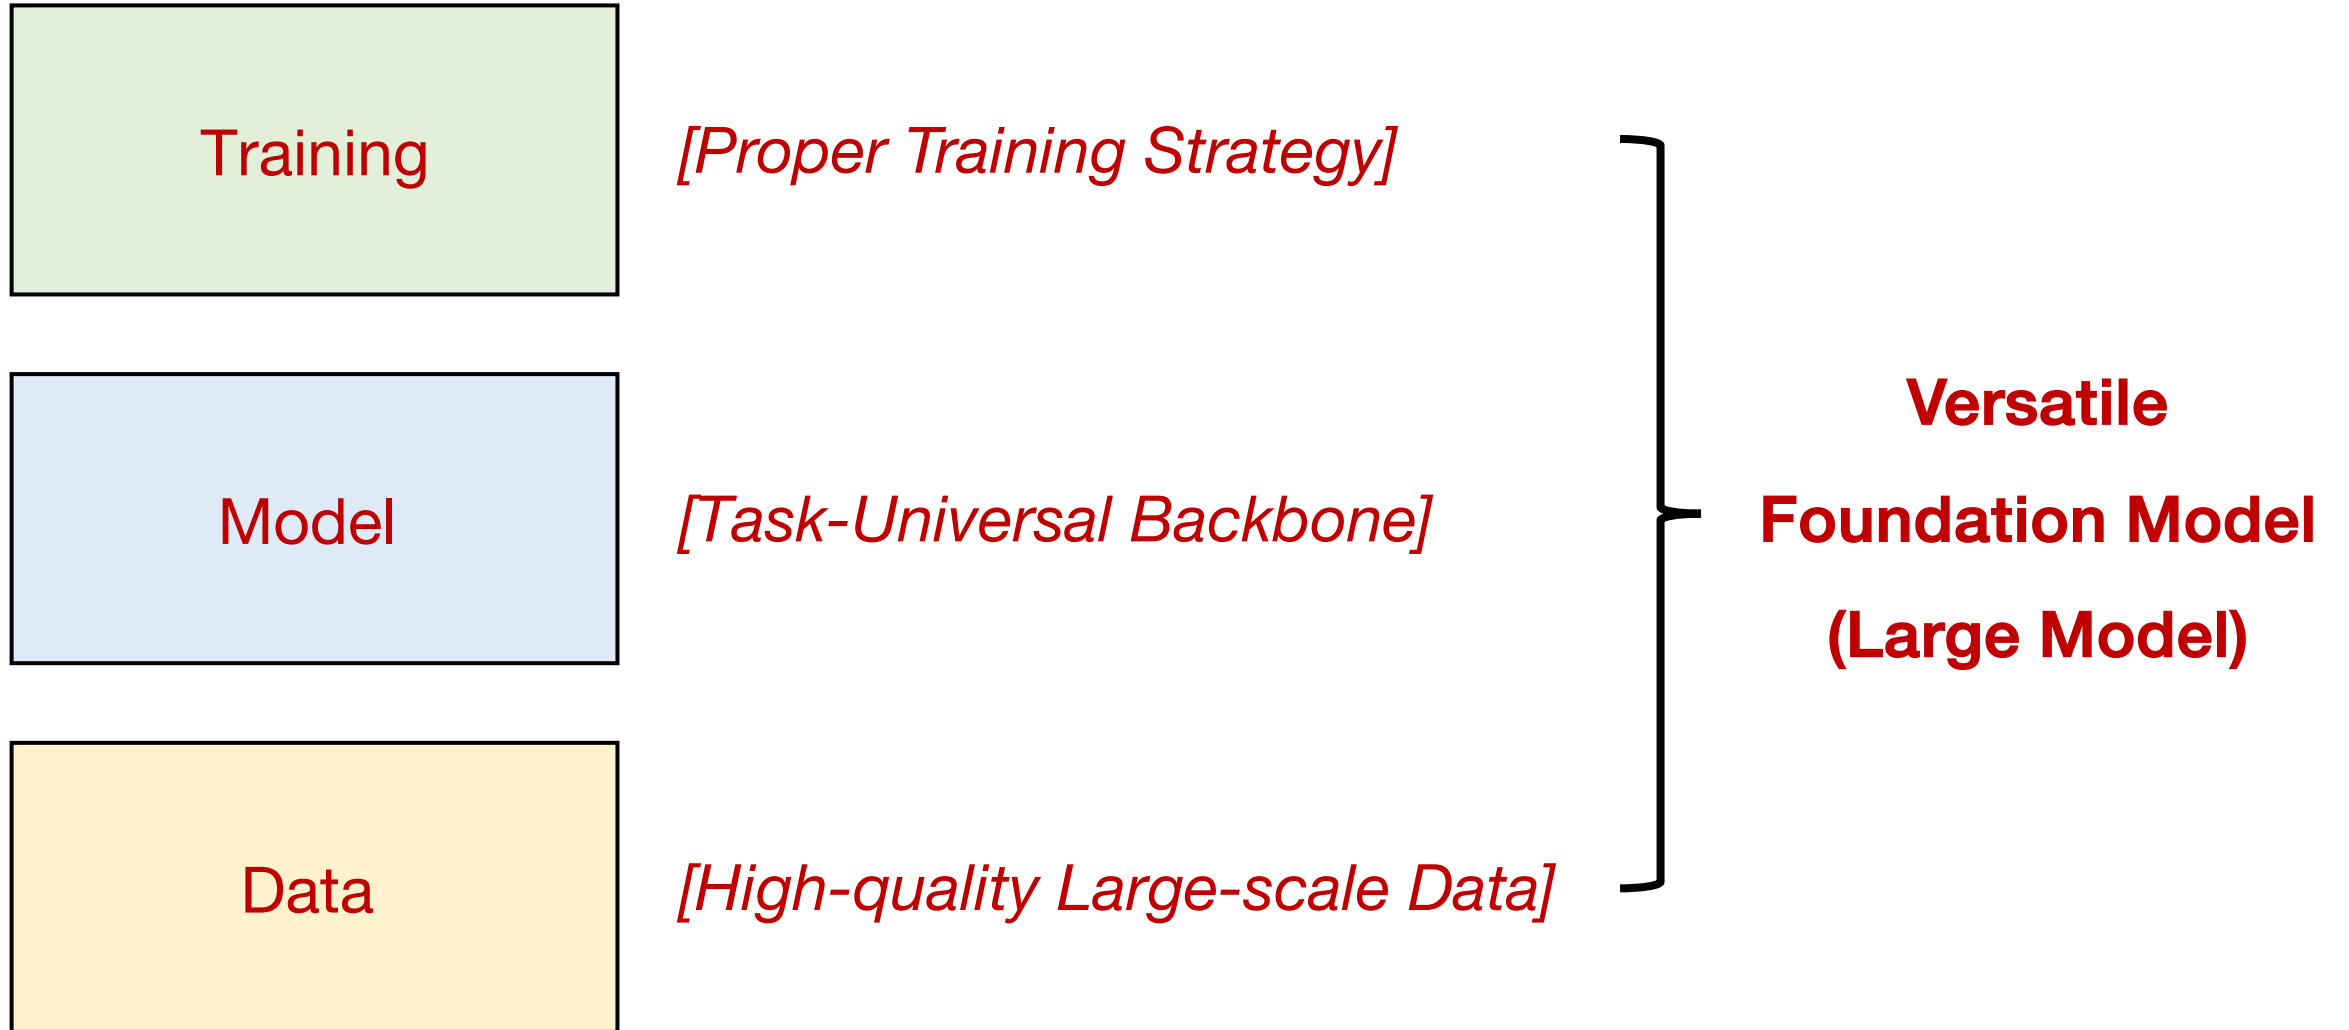 Training
[Proper Training Strategy]
Model
[Task-Universal Backbone]
Data
[High-quality Large-scale Data]
Versatile
Foundation Model
(Large Model)